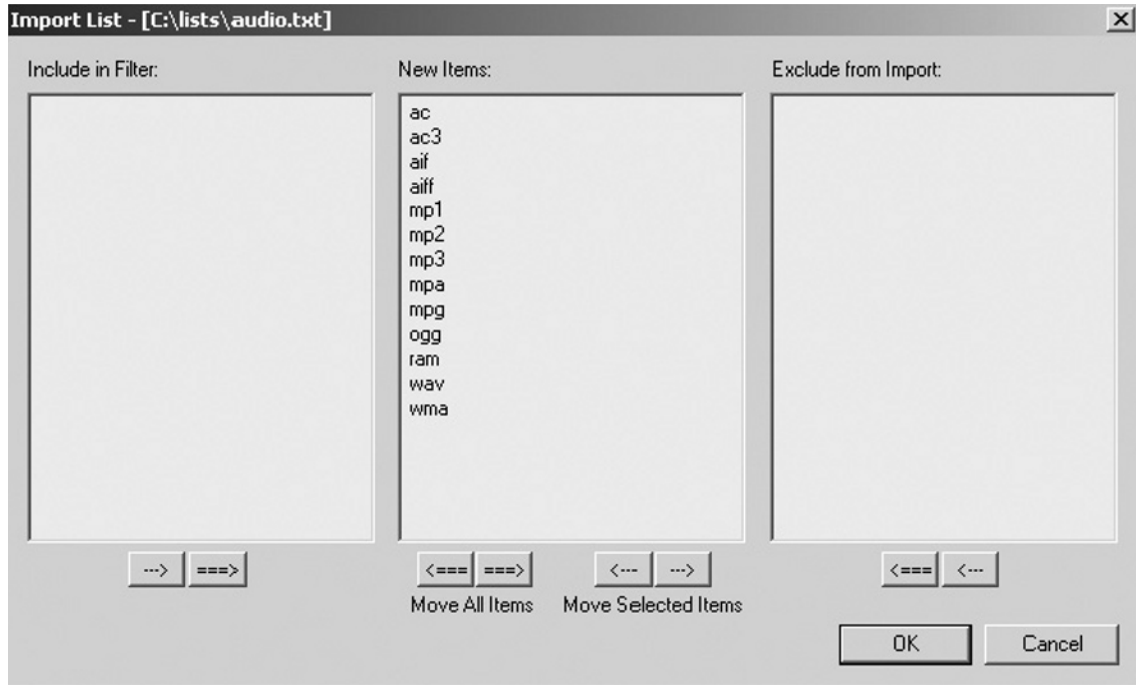 Import List - [C:\lists\audio.txt]
Include in Filter:
New Items:
Exclude from Import:
ac
ac3
aif
aiff
mp1
mp2
mp3
mpa
mpg
ogg
ram
wav
wma
---> ===>
<=== ===> <--- --->
<=== <---
Move All Items Move Selected Items
OK Cancel